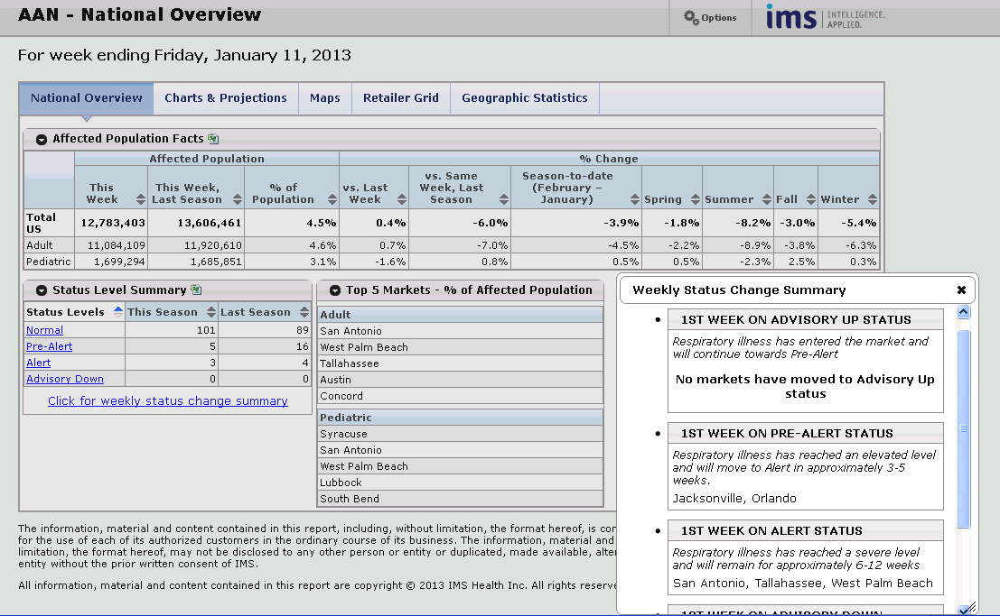 AAN - National Overview
Options
ims INTELLIGENCE.
APPLIED.
For week ending Friday, January 11, 2013
National Overview Charts & Projections Maps Retailer Grid Geographic Statistics
Affected Population Facts
Affected Population % Change
This Week This Week, Last Season % of Population vs. Last Week vs. Same Week, Last Season Season-to-date (February – January) Spring Summer Fall Winter
Total US 12,783,403 13,606,461 4.5% 0.4% -6.0% -3.9% -1.8% -8.2% -3.0% -5.4%
Adult 11,084,109 11,920,610 4.6% 0.7% -7.0% -4.5% -2.2% -8.9% -3.8% -6.3%
Pediatric 1,699,294 1,685,851 3.1% -1.6% 0.8% 0.5% 0.5% -2.3% 2.5% 0.3%
Status Level Summary
Status Levels This Season Last Season
Normal 101 89
Pre-Alert 5 16
Alert 3 4
Advisory Down 0 0
Click for weekly status change summary
Top 5 Markets - % of Affected Population
Adult
San Antonio
West Palm Beach
Tallahassee
Austin
Concord
Pediatric
Syracuse
San Antonio
West Palm Beach
Lubbock
South Bend
Weekly Status Change Summary
1ST WEEK ON ADVISORY UP STATUS
Respiratory illness has entered the market and
will continue towards Pre-Alert
No markets have moved to Advisory Up
status
1ST WEEK ON PRE-ALERT STATUS
Respiratory illness has reached an elevated level
and will move to Alert in approximately 3-5
weeks.
Jacksonville, Orlando
1ST WEEK ON ALERT STATUS
Respiratory illness has reached a severe level
and will remain for approximately 6-12 weeks
San Antonio, Tallahassee, West Palm Beach
1ST WEEK ON ADVISORY DOWN
The information, material and content contained in this report, including, without limitation, the format hereof, is con
for the use of each of its authorized customers in the ordinary course of its business. The information, material and
limitation, the format hereof, may not be disclosed to any other person or entity or duplicated, made available, alte
entity without the prior written consent of IMS.
All information, material and content contained in this report are copyright © 2013 IMS Health Inc. All rights reserve